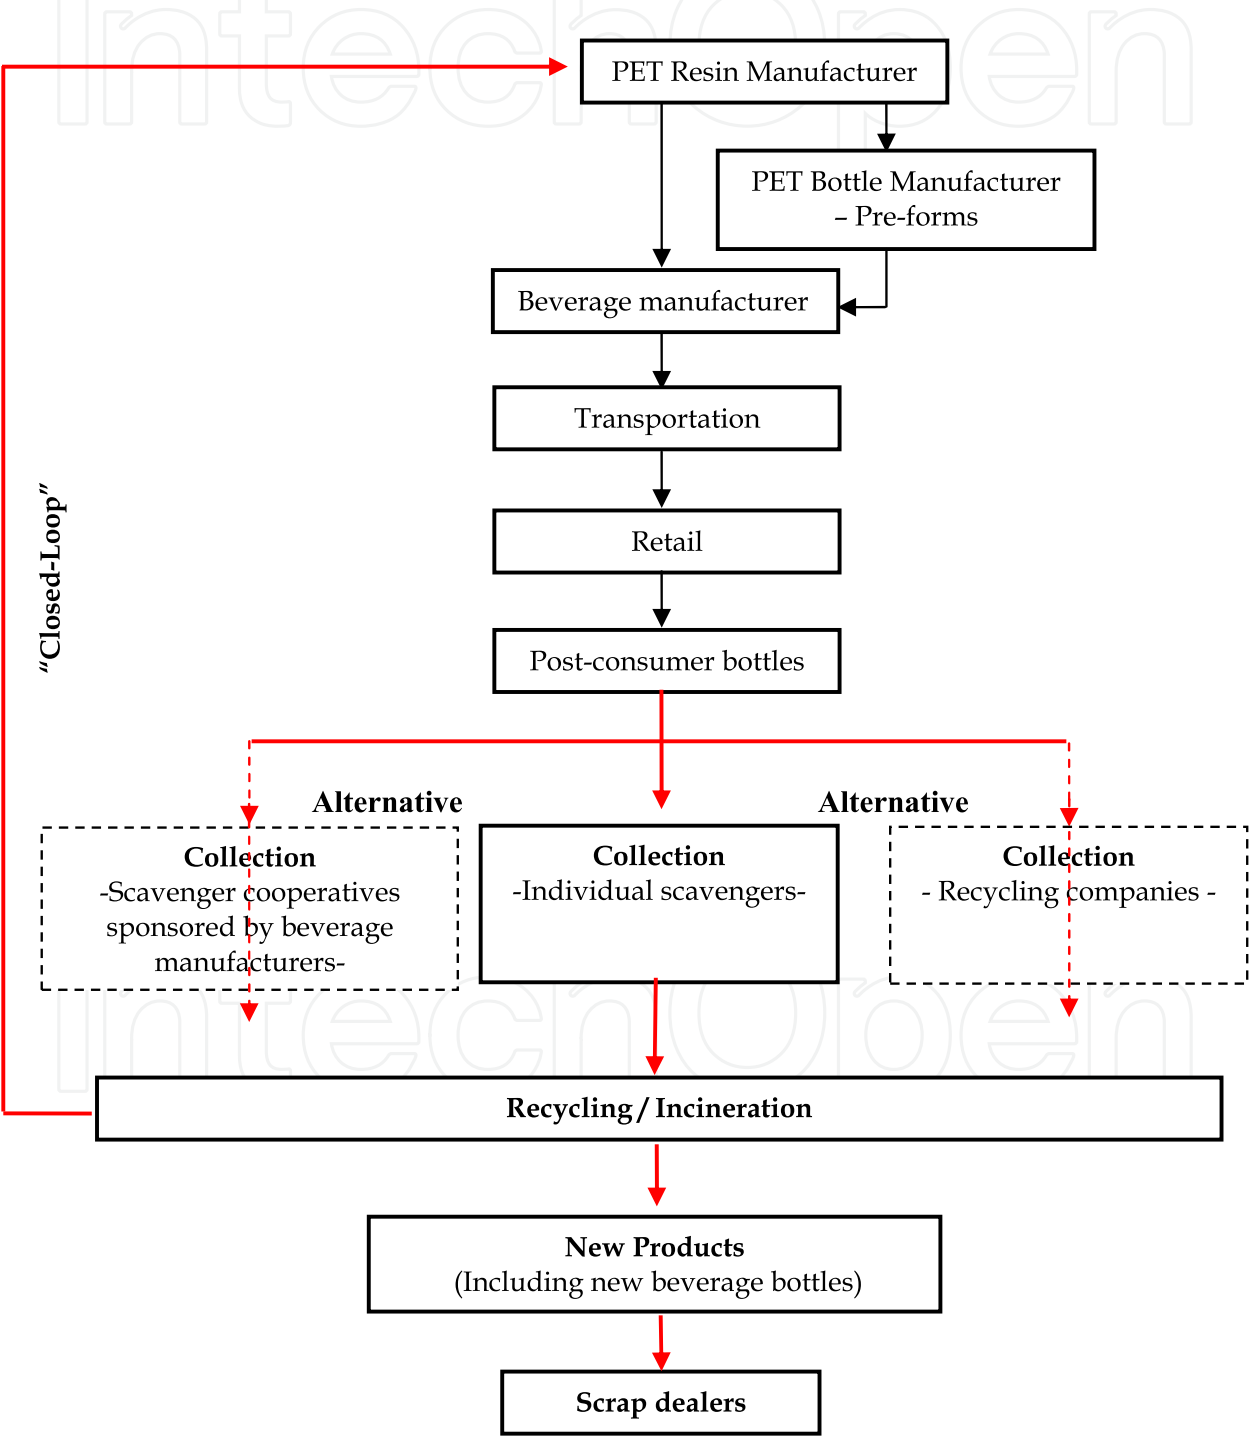 IntechOpen
PET Resin Manufacturer
PET Bottle Manufacturer
– Pre-forms
Beverage manufacturer
Transportation
Retail
“Closed-Loop”
Post-consumer bottles
Alternative
Alternative
Collection
-Scavenger cooperatives
sponsored by beverage
manufacturers-
Collection
-Individual scavengers-
Collection
- Recycling companies -
IntechOpen
Recycling / Incineration
New Products
(Including new beverage bottles)
Scrap dealers